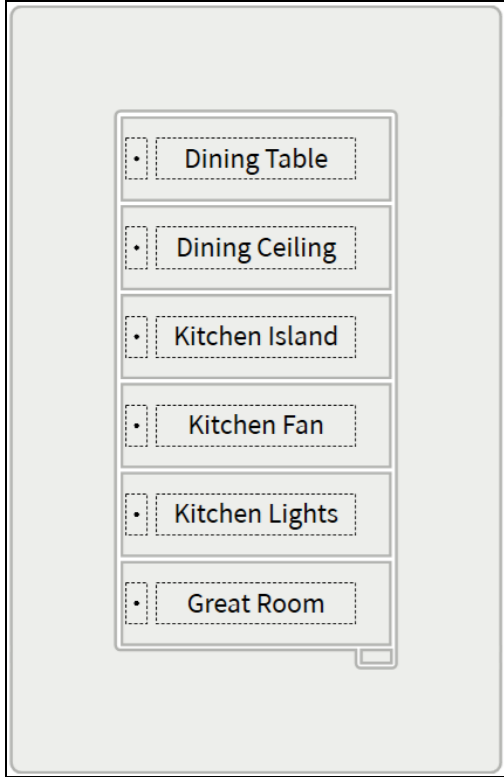 Dining Table
Dining Ceiling
Kitchen Island
Kitchen Fan
Kitchen Lights
Great Room